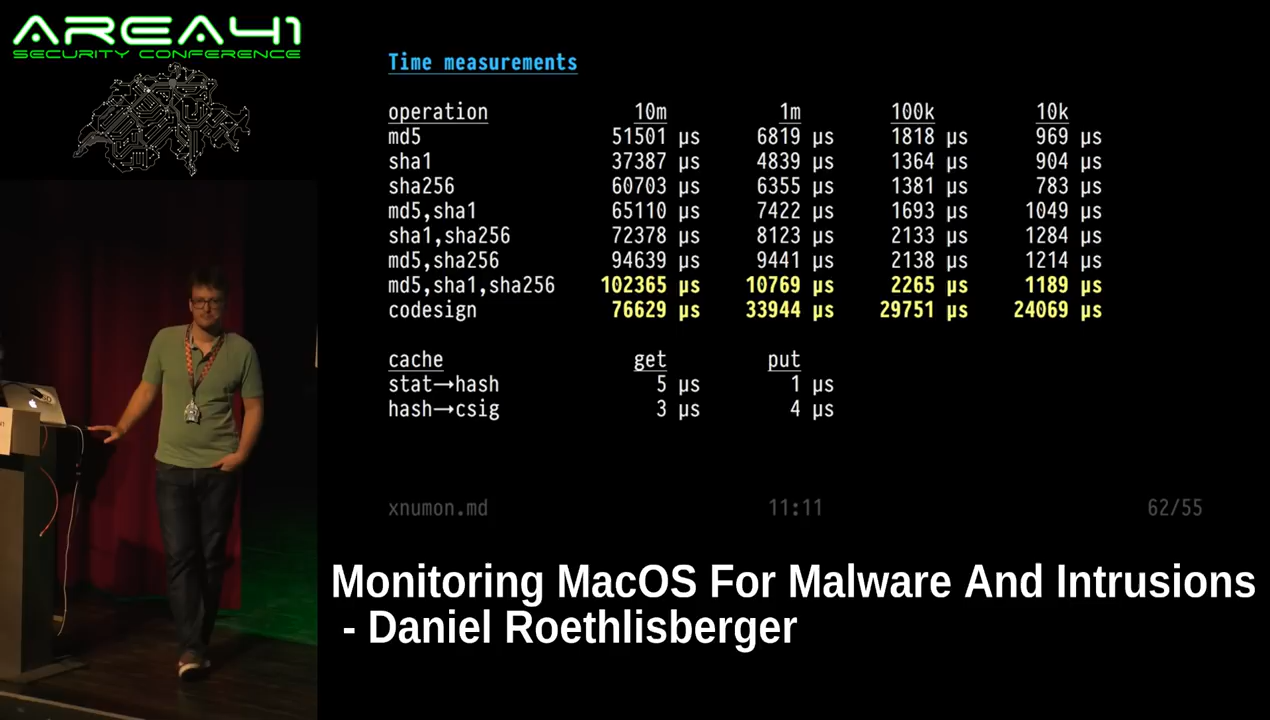 AREA41
SECURITY CONFERENCE
Time measurements
operation 10m 1m 100k 10k
md5 51501 µs 6819 µs 1818 µs 969 µs
sha1 37387 µs 4839 µs 1364 µs 904 µs
sha256 60703 µs 6355 µs 1381 µs 783 µs
md5,sha1 65110 µs 7422 µs 1693 µs 1049 µs
sha1,sha256 72378 µs 8123 µs 2133 µs 1284 µs
md5,sha256 94639 µs 9441 µs 2138 µs 1214 µs
md5,sha1,sha256 102365 µs 10769 µs 2265 µs 1189 µs
codesign 76629 µs 33944 µs 29751 µs 24069 µs
cache get put
stat→hash 5 µs 1 µs
hash→csig 3 µs 4 µs
xnumon.md 11:11 62/55
Monitoring MacOS For Malware And Intrusions
- Daniel Roethlisberger